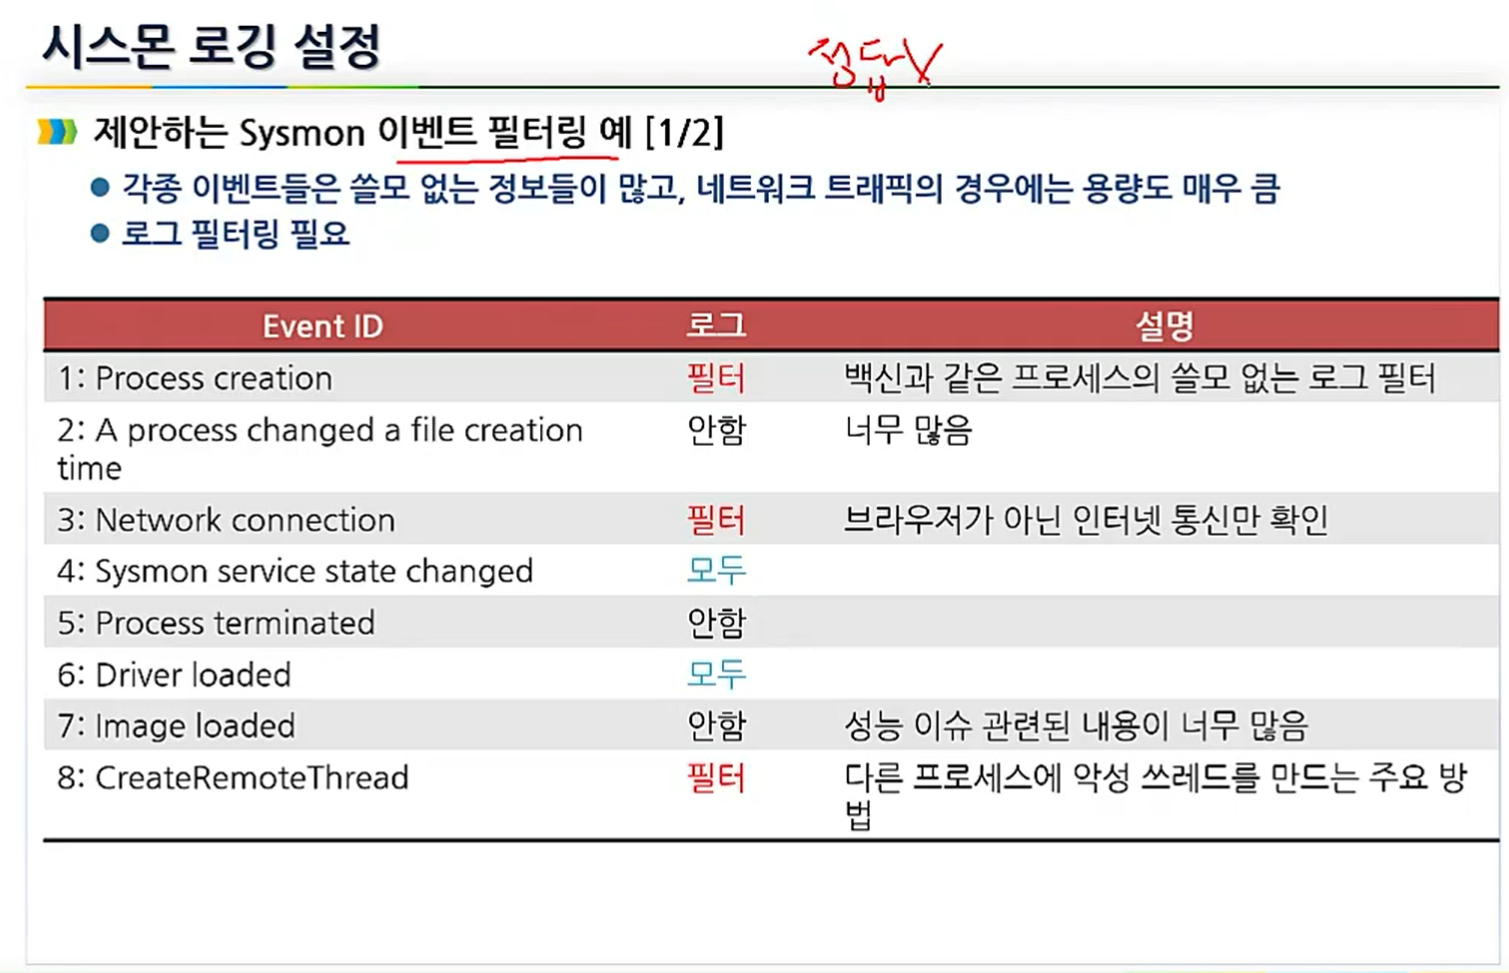 시스몬 로깅 설정
정답X
제안하는 Sysmon 이벤트 필터링 예 [1/2]
각종 이벤트들은 쓸모 없는 정보들이 많고, 네트워크 트래픽의 경우에는 용량도 매우 큼
로그 필터링 필요
Event ID 로그 설명
1: Process creation 필터 백신과 같은 프로세스의 쓸모 없는 로그 필터
2: A process changed a file creation 안함 너무 많음
time
3: Network connection 필터 브라우저가 아닌 인터넷 통신만 확인
4: Sysmon service state changed 모두
5: Process terminated 안함
6: Driver loaded 모두
7: Image loaded 안함 성능 이슈 관련된 내용이 너무 많음
8: CreateRemoteThread 필터 다른 프로세스에 악성 쓰레드를 만드는 주요 방
법